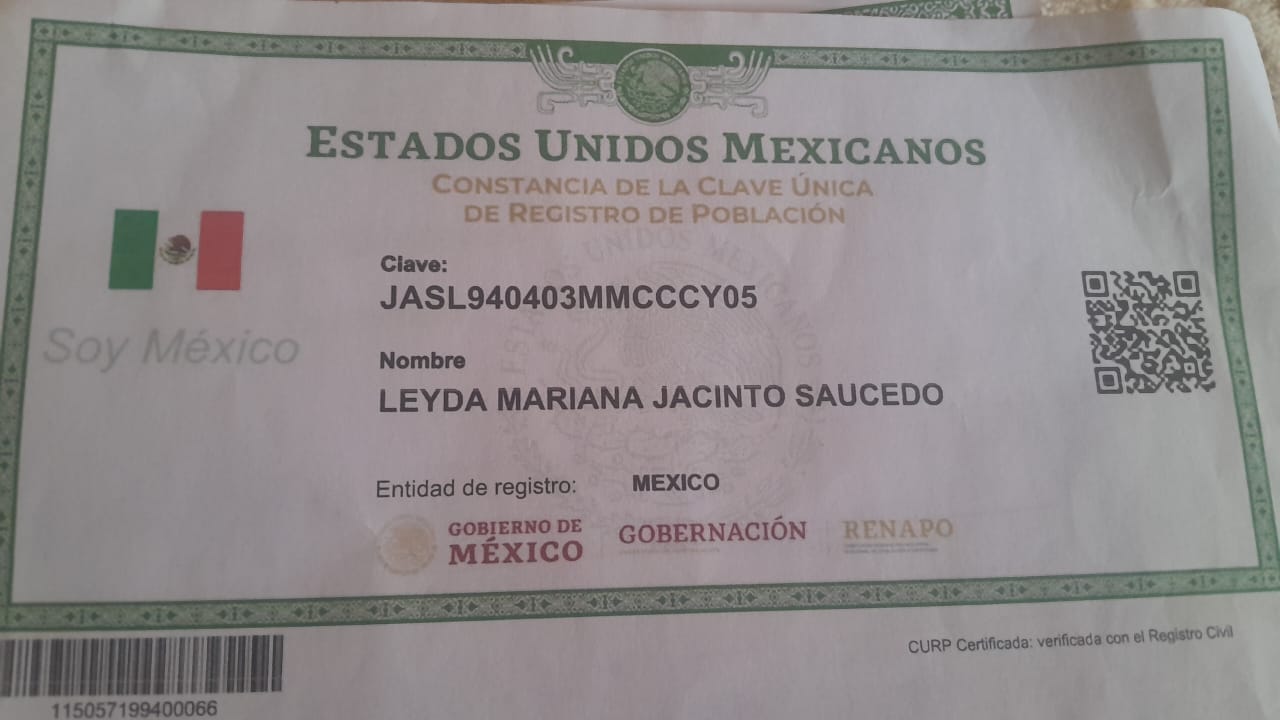 ESTADOS UNIDOS MEXICANOS
CONSTANCIA DE LA CLAVE ÚNICA
DE REGISTRO DE POBLACIÓN
Soy México
Clave:
JASL940403MMCCCY05
Nombre
LEYDA MARIANA JACINTO SAUCEDO
Entidad de registro: MEXICO
GOBIERNO DE
MÉXICO
GOBERNACIÓN
RENAPO
CURP Certificada: verificada con el Registro Civil
115057199400066